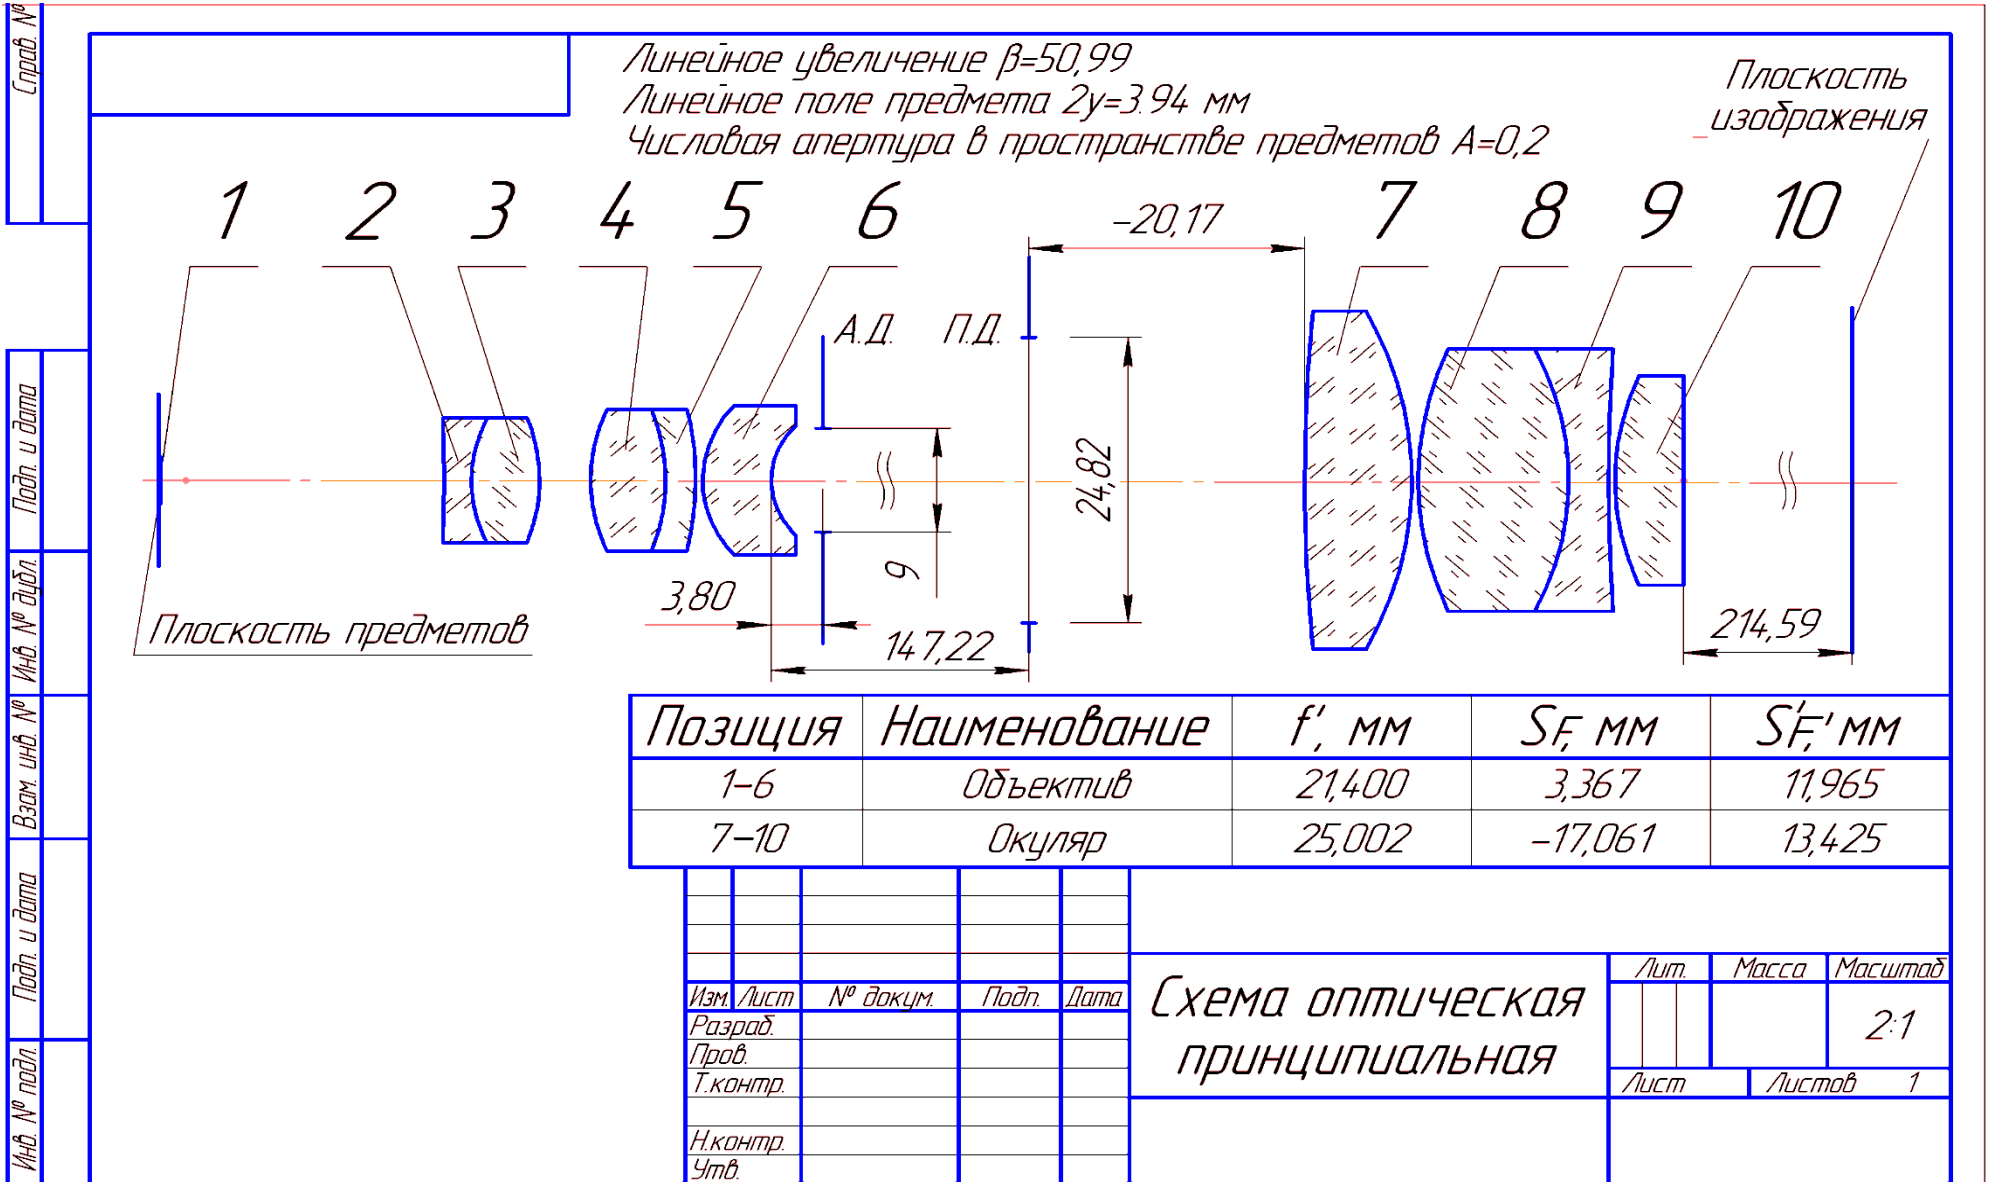 Справ. №
Подп. и дата
Инв. № дубл.
Взам. инв. №
Подп. и дата
Инв. № подл.
Линейное увеличение β=50,99
Линейное поле предмета 2y=3.94 мм
Числовая апертура в пространстве предметов А=0,2
Плоскость
изображения
1 2 3 4 5 6 7 8 9 10
-20,17
А.Д. П.Д.
24,82
9
3,80
147,22
214,59
Плоскость предметов
Позиция Наименование f', мм SF, мм S'F', мм
1-6 Объектив 21,400 3,367 11,965
7-10 Окуляр 25,002 -17,061 13,425
Изм. Лист № докум. Подп. Дата
Разраб.
Пров.
Т.контр.
Н.контр.
Утв.
Схема оптическая
принципиальная
Лит. Масса Масштаб
2:1
Лист Листов 1